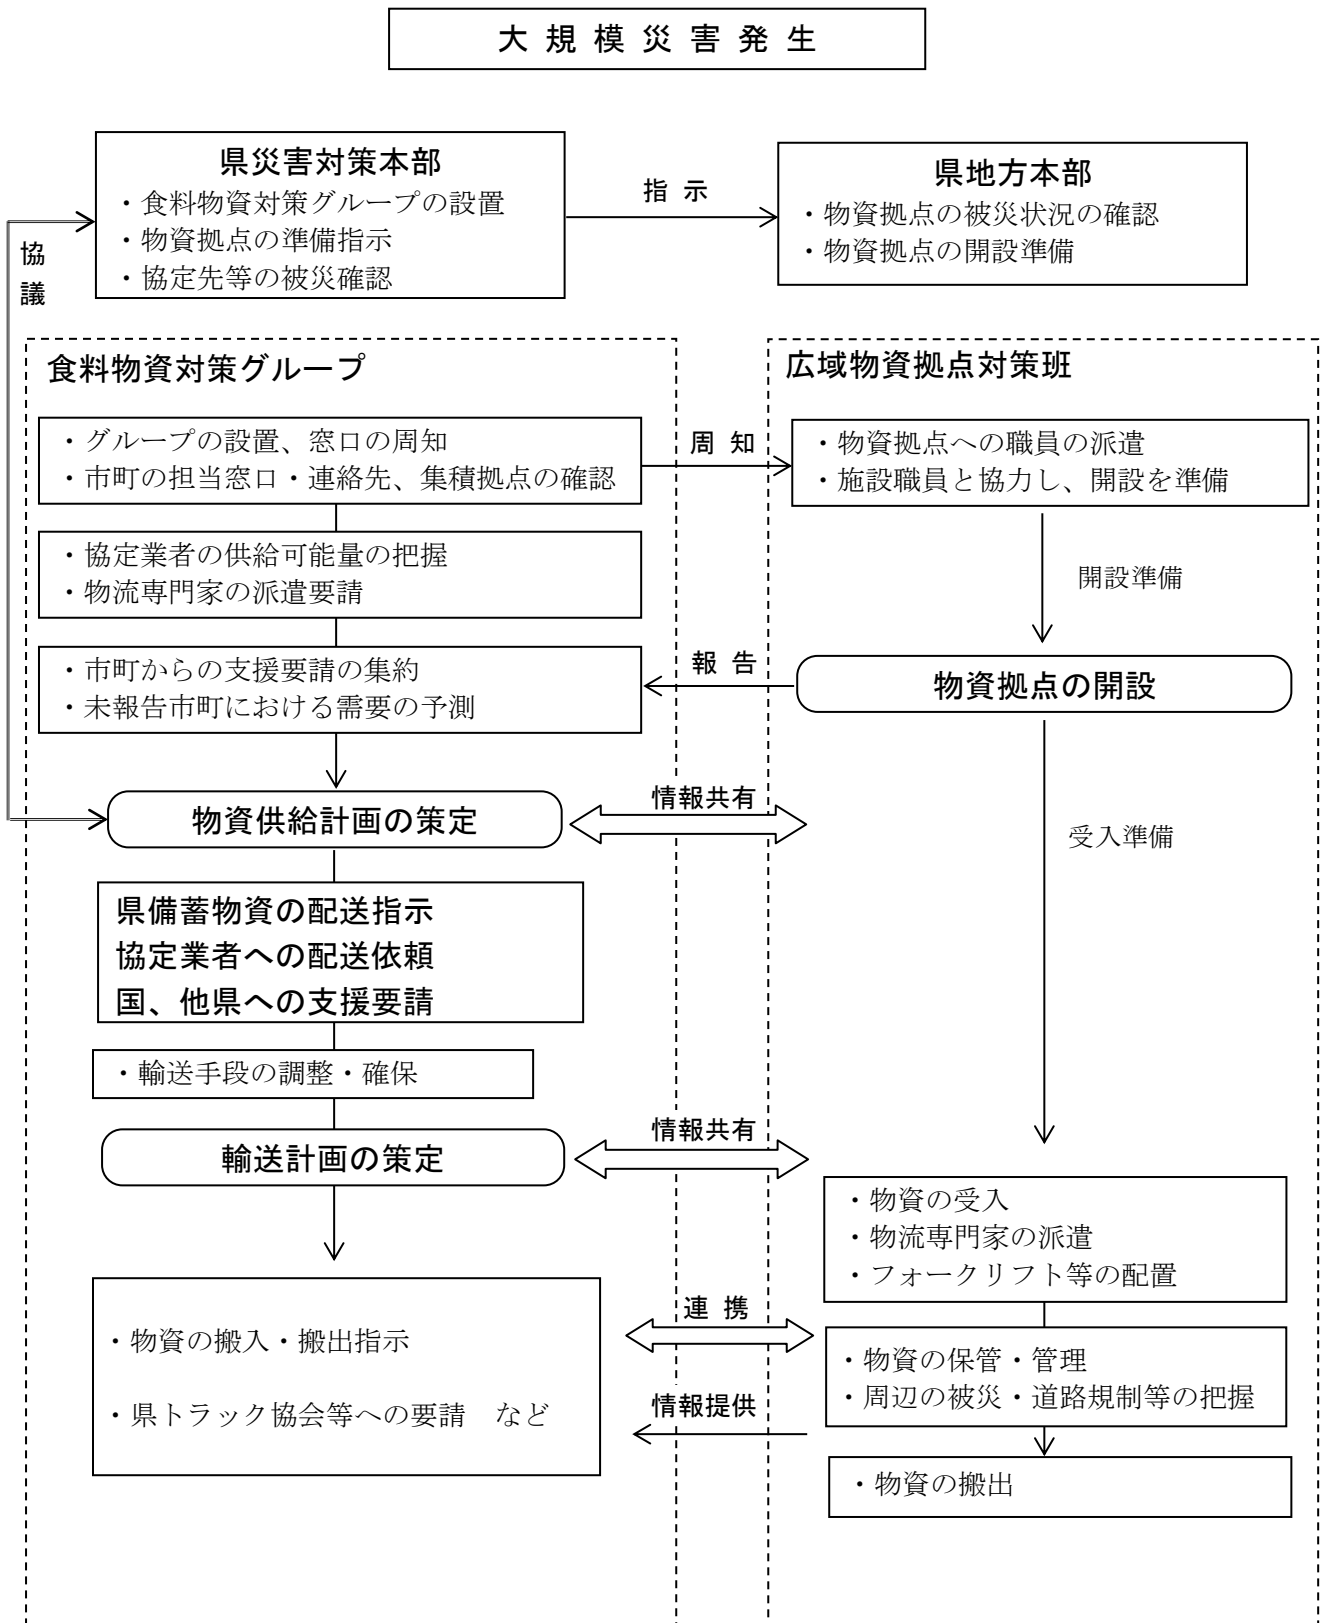 大規模災害発生
県災害対策本部
・食料物資対策グループの設置
・物資拠点の準備指示
・協定先等の被災確認
指示
県地方本部
・物資拠点の被災状況の確認
・物資拠点の開設準備
協議
食料物資対策グループ
広域物資拠点対策班
・グループの設置、窓口の周知
・市町の担当窓口・連絡先、集積拠点の確認
周知
・物資拠点への職員の派遣
・施設職員と協力し、開設を準備
・協定業者の供給可能量の把握
・物流専門家の派遣要請
開設準備
・市町からの支援要請の集約
・未報告市町における需要の予測
報告
物資拠点の開設
物資供給計画の策定
情報共有
受入準備
県備蓄物資の配送指示
協定業者への配送依頼
国、他県への支援要請
・輸送手段の調整・確保
輸送計画の策定
情報共有
・物資の受入
・物流専門家の派遣
・フォークリフト等の配置
・物資の搬入・搬出指示
・県トラック協会等への要請　など
連携
情報提供
・物資の保管・管理
・周辺の被災・道路規制等の把握
・物資の搬出